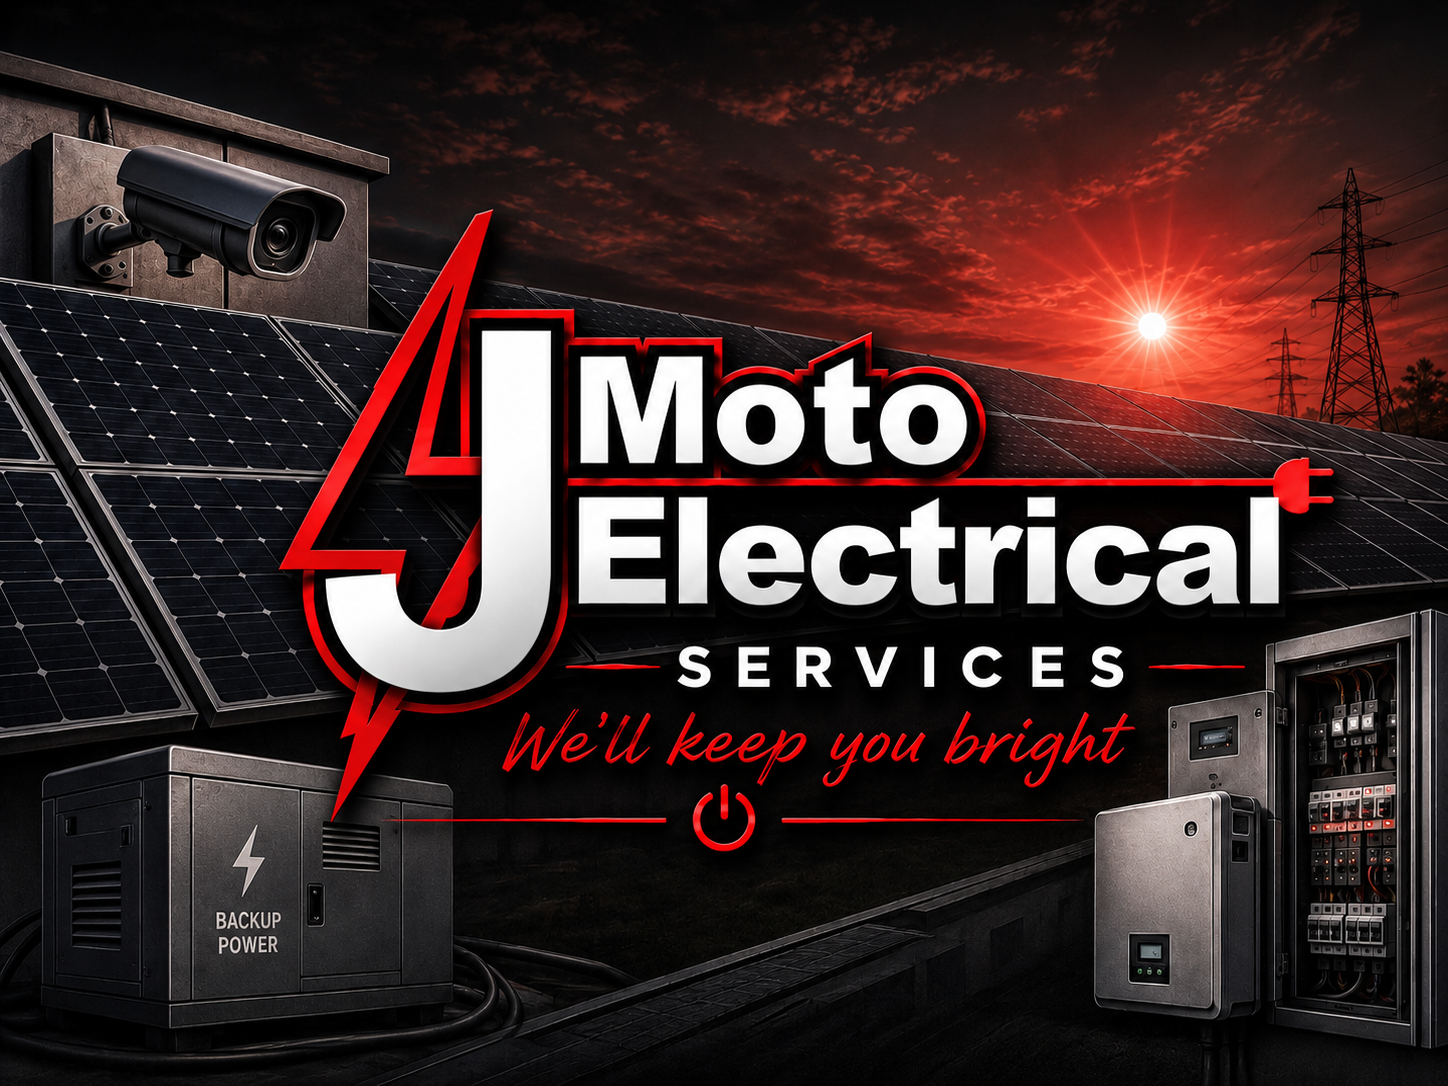 J Moto
Electrical
SERVICES
We'll keep you bright
BACKUP
POWER